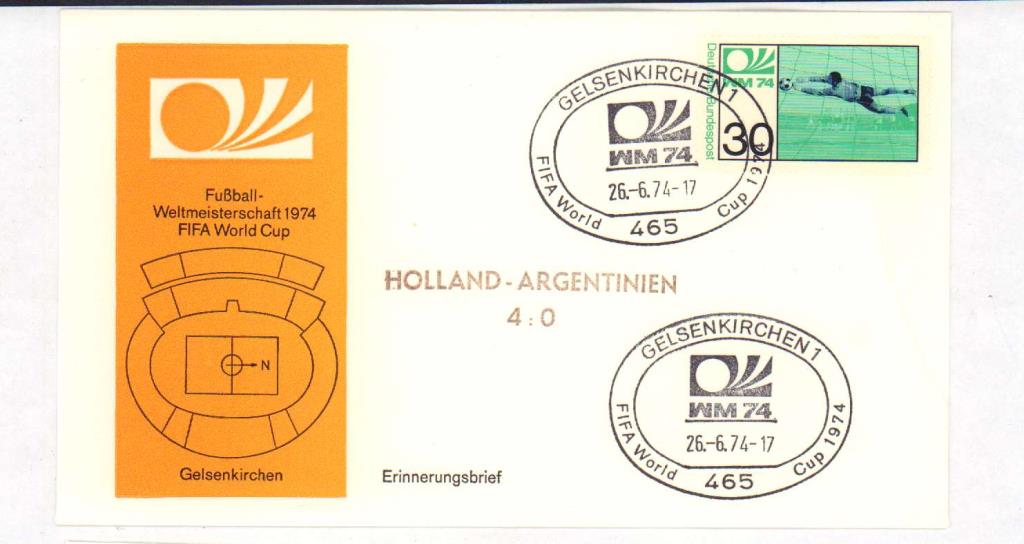 Fußball-
Weltmeisterschaft 1974
FIFA World Cup
N
Gelsenkirchen
HOLLAND - ARGENTINIEN
4 : 0
Erinnerungsbrief
GELSENKIRCHEN 1
WM 74
26.-6.74-17
FIFA World Cup 1974
465
Deutsche Bundespost
WM 74
30
GELSENKIRCHEN 1
WM 74
26.-6.74-17
FIFA World Cup 1974
465